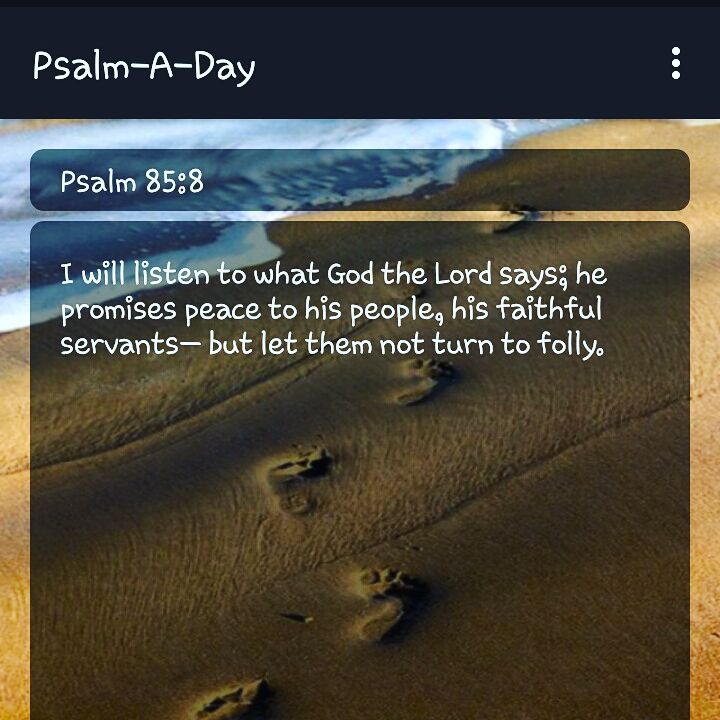 Psalm-A-Day
Psalm 85:8
I will listen to what God the Lord says; he
promises peace to his people, his faithful
servants— but let them not turn to folly.